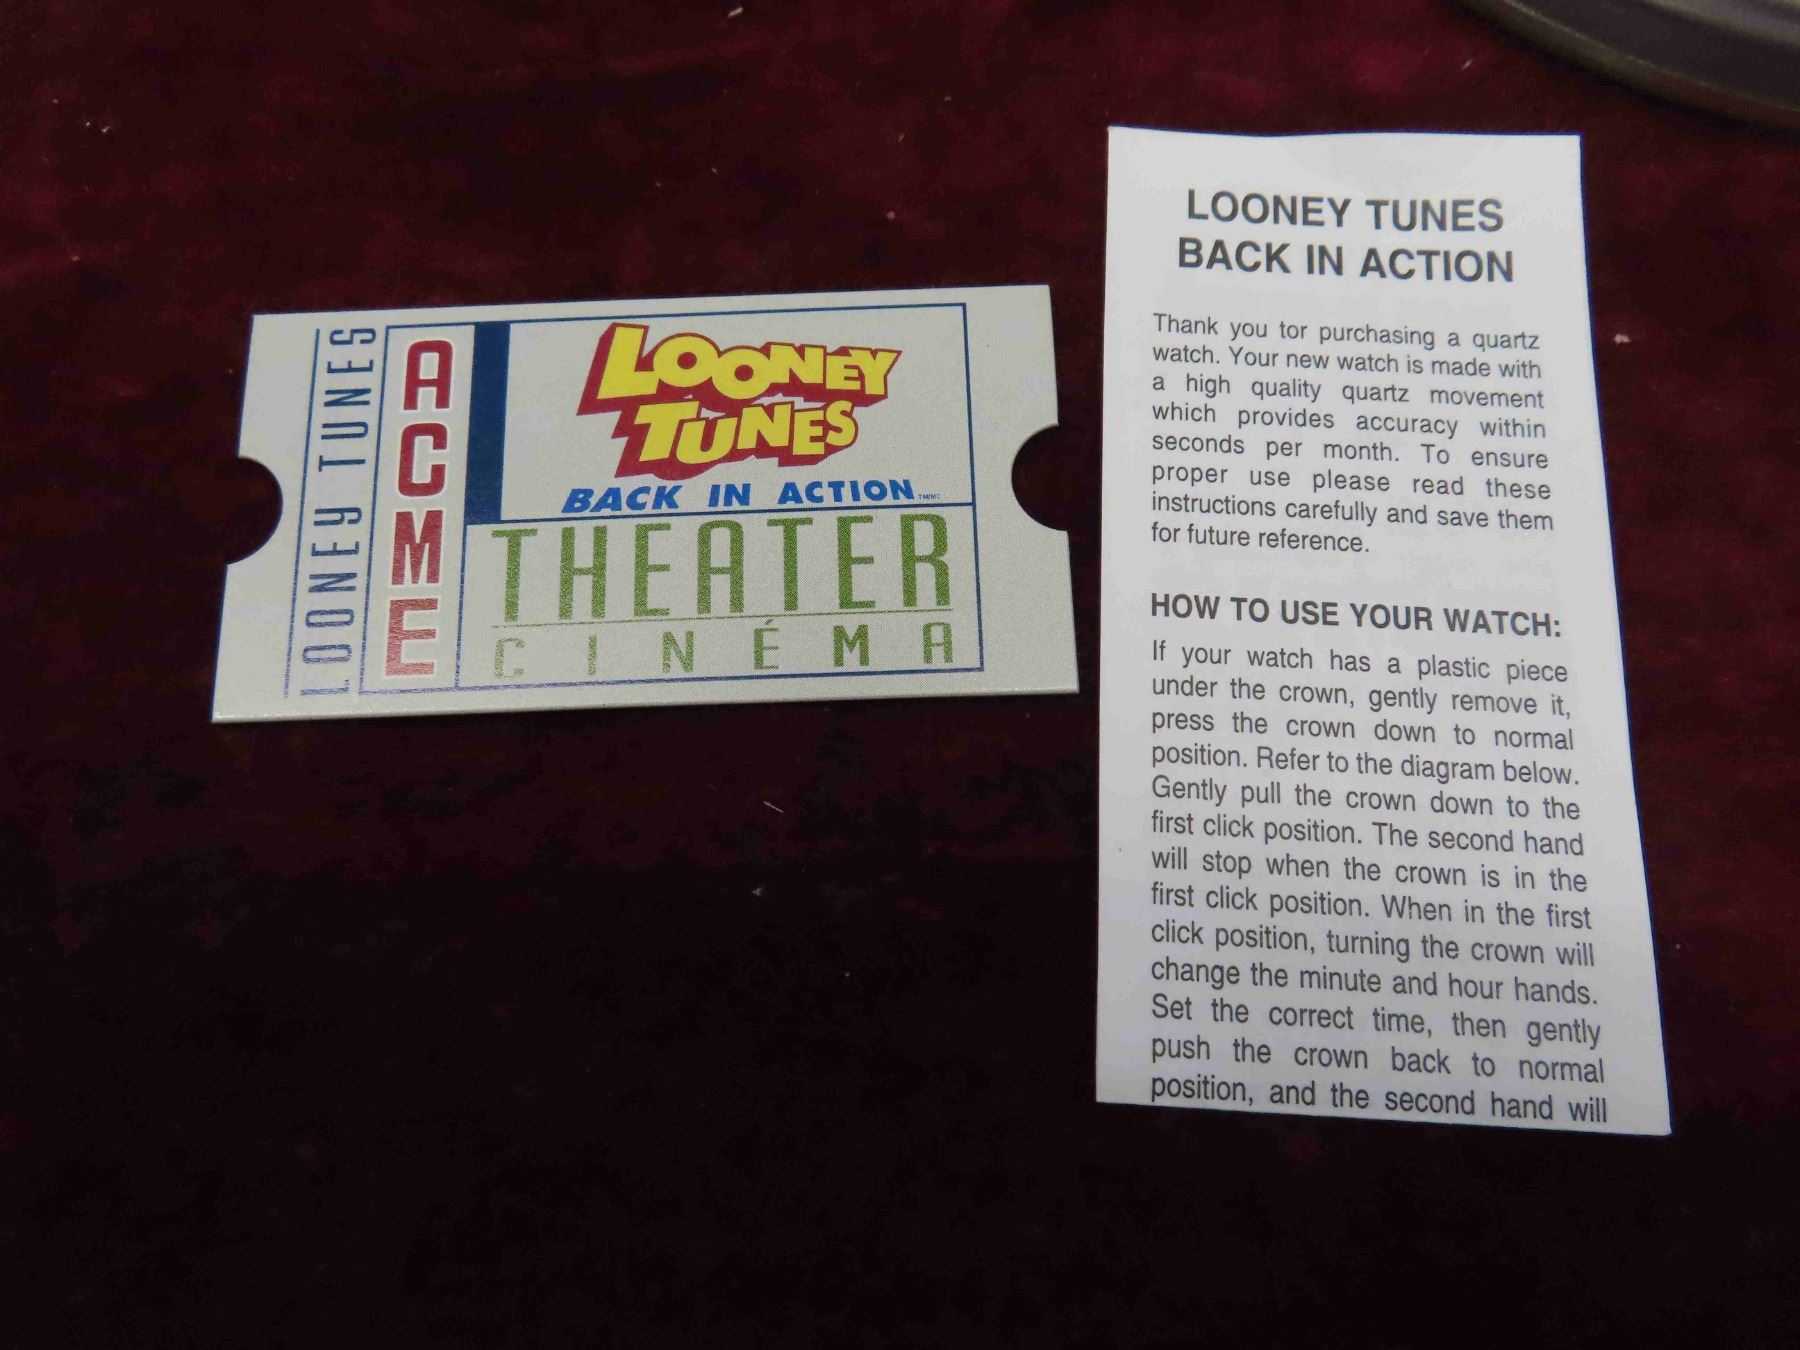 LOONEY TUNES
ACME
LOONEY
TUNES
BACK IN ACTION
THEATER
CINÉMA
LOONEY TUNES
BACK IN ACTION
Thank you tor purchasing a quartz
watch. Your new watch is made with
a high quality quartz movement
which provides accuracy within
seconds per month. To ensure
proper use please read these
instructions carefully and save them
for future reference.
HOW TO USE YOUR WATCH:
If your watch has a plastic piece
under the crown, gently remove it,
press the crown down to normal
position. Refer to the diagram below.
Gently pull the crown down to the
first click position. The second hand
will stop when the crown is in the
first click position. When in the first
click position, turning the crown will
change the minute and hour hands.
Set the correct time, then gently
push the crown back to normal
position, and the second hand will